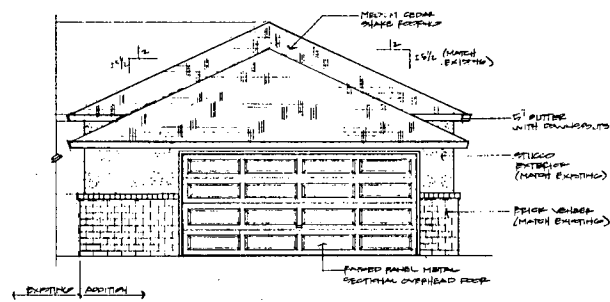 MEDIUM CEDAR
SHAKE ROOFING
12
12
(MATCH
EXISTING)
5" GUTTER
WITH DOWNSPOUTS
STUCCO
EXTERIOR
(MATCH EXISTING)
BRICK VENEER
(MATCH EXISTING)
RAISED PANEL METAL
SECTIONAL OVERHEAD DOOR
EXISTING
ADDITION